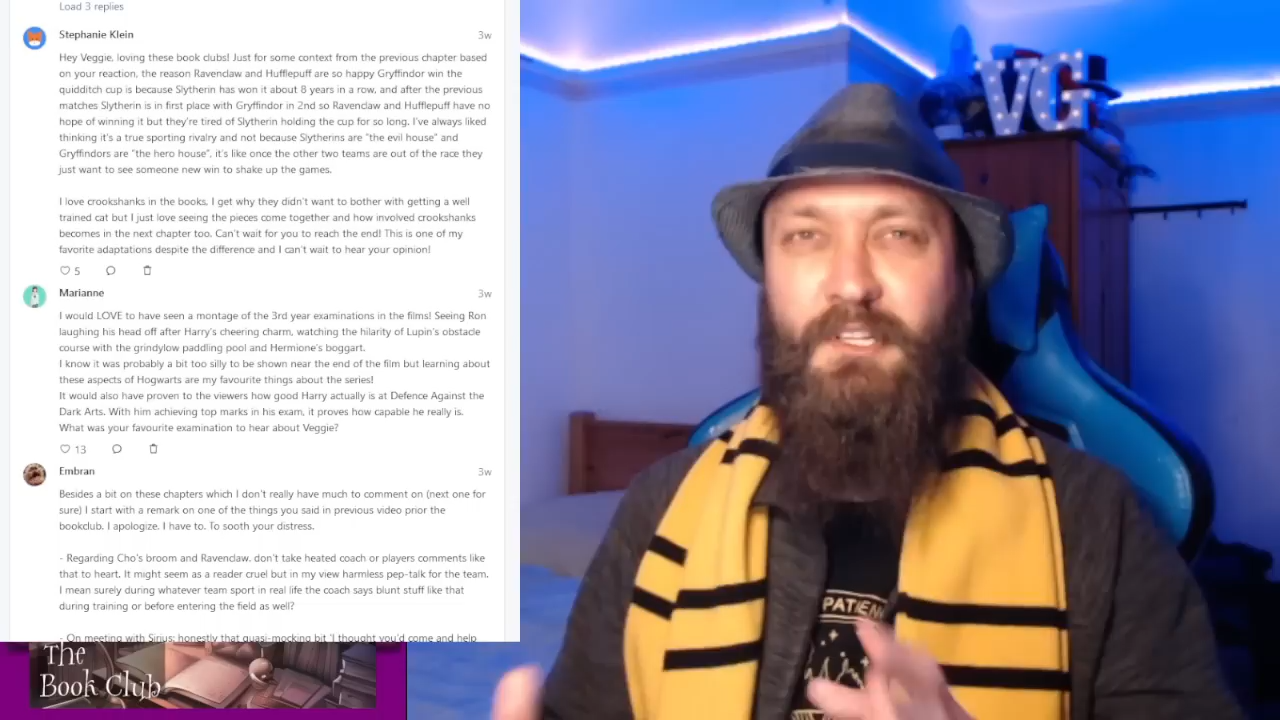 Load 3 replies
Stephanie Klein 3w
Hey Veggie, loving these book clubs! Just for some context from the previous chapter based
on your reaction, the reason Ravenclaw and Hufflepuff are so happy Gryffindor win the
quidditch cup is because Slytherin has won it about 8 years in a row, and after the previous
matches Slytherin is in first place with Gryffindor in 2nd so Ravenclaw and Hufflepuff have no
hope of winning it but they're tired of Slytherin holding the cup for so long. I've always liked
thinking it's a true sporting rivalry and not because Slytherins are "the evil house" and
Gryffindors are "the hero house", it's like once the other two teams are out of the race they
just want to see someone new win to shake up the games.
I love crookshanks in the books, I get why they didn't want to bother with getting a well
trained cat but I just love seeing the pieces come together and how involved crookshanks
becomes in the next chapter too. Can't wait for you to reach the end! This is one of my
favorite adaptations despite the difference and I can't wait to hear your opinion!
5
Marianne 3w
I would LOVE to have seen a montage of the 3rd year examinations in the films! Seeing Ron
laughing his head off after Harry's cheering charm, watching the hilarity of Lupin's obstacle
course with the grindylow paddling pool and Hermione's boggart.
I know it was probably a bit too silly to be shown near the end of the film but learning about
these aspects of Hogwarts are my favourite things about the series!
It would also have proven to the viewers how good Harry actually is at Defence Against the
Dark Arts. With him achieving top marks in his exam, it proves how capable he really is.
What was your favourite examination to hear about Veggie?
13
Embran 3w
Besides a bit on these chapters which I don't really have much to comment on (next one for
sure) I start with a remark on one of the things you said in previous video prior the
bookclub. I apologize. I have to. To sooth your distress.
- Regarding Cho's broom and Ravenclaw. don't take heated coach or players comments like
that to heart. It might seem as a reader cruel but in my view harmless pep-talk for the team.
I mean surely during whatever team sport in real life the coach says blunt stuff like that
during training or before entering the field as well?
- On meeting with Sirius: honestly that quasi-mocking bit 'I thought you'd come and help
The
Book Club
VG
PATIEN